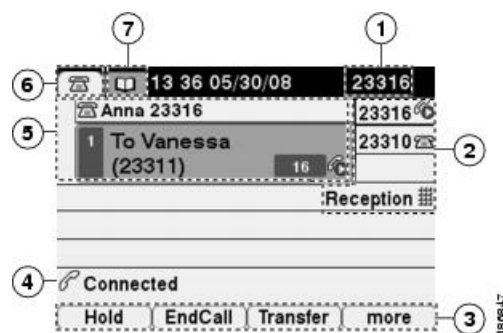 7
1
6
13 36 05/30/08 23316
Anna 23316
23316
5
1 To Vanessa
(23311) 16
23310
2
Reception
4
Connected
Hold EndCall Transfer more
3